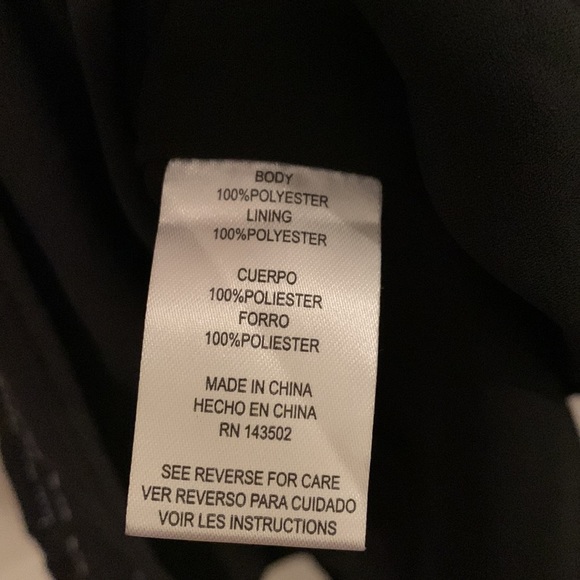 BODY
100%POLYESTER
LINING
100%POLYESTER
CUERPO
100%POLIESTER
FORRO
100%POLIESTER
MADE IN CHINA
HECHO EN CHINA
RN 143502
SEE REVERSE FOR CARE
VER REVERSO PARA CUIDADO
VOIR LES INSTRUCTIONS